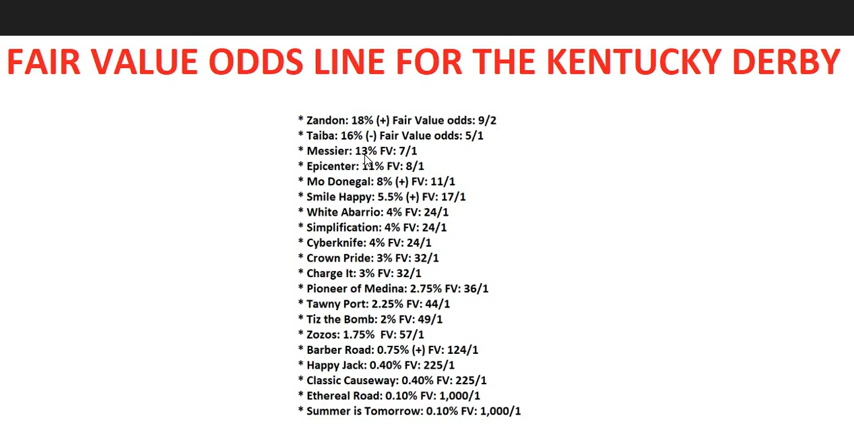 FAIR VALUE ODDS LINE FOR THE KENTUCKY DERBY
* Zandon: 18% (+) Fair Value odds: 9/2
* Taiba: 16% (-) Fair Value odds: 5/1
* Messier: 13% FV: 7/1
* Epicenter: 11% FV: 8/1
* Mo Donegal: 8% (+) FV: 11/1
* Smile Happy: 5.5% (+) FV: 17/1
* White Abarrio: 4% FV: 24/1
* Simplification: 4% FV: 24/1
* Cyberknife: 4% FV: 24/1
* Crown Pride: 3% FV: 32/1
* Charge It: 3% FV: 32/1
* Pioneer of Medina: 2.75% FV: 36/1
* Tawny Port: 2.25% FV: 44/1
* Tiz the Bomb: 2% FV: 49/1
* Zozos: 1.75% FV: 57/1
* Barber Road: 0.75% (+) FV: 124/1
* Happy Jack: 0.40% FV: 225/1
* Classic Causeway: 0.40% FV: 225/1
* Ethereal Road: 0.10% FV: 1,000/1
* Summer is Tomorrow: 0.10% FV: 1,000/1